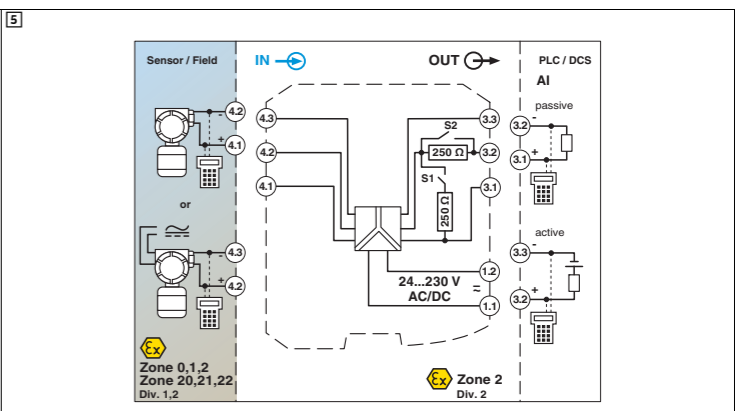 5
Sensor / Field
IN
OUT
PLC / DCS
AI
passive
4.2
-
+
4.1
or
4.3
-
+
4.2
4.3
4.2
4.1
S2
250 Ω
S1
250 Ω
3.3
3.2
3.1
24...230 V
AC/DC
1.2
=
1.1
3.2
-
3.1
+
active
3.3
-
3.2
+
Ex
Zone 0,1,2
Zone 20,21,22
Div. 1,2
Ex
Zone 2
Div. 2